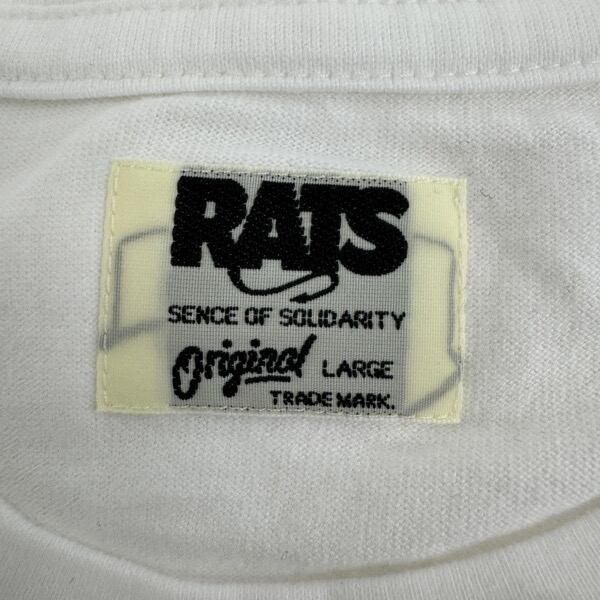 RATS
SENCE OF SOLIDARITY
Original LARGE
TRADE MARK.